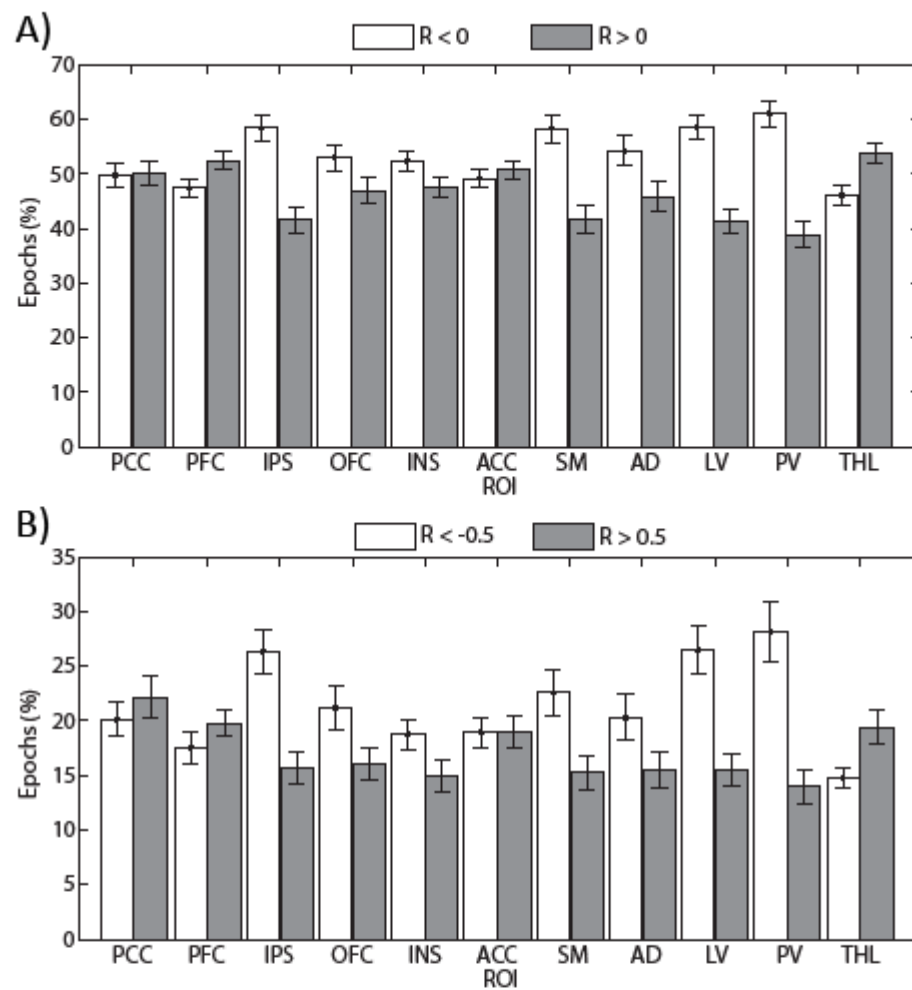 A)
R < 0 R > 0
70
60
50
40
30
20
10
0
Epochs (%)
PCC PFC IPS OFC INS ACC SM AD LV PV THL
ROI
B)
R < -0.5 R > 0.5
35
30
25
20
15
10
5
0
Epochs (%)
PCC PFC IPS OFC INS ACC SM AD LV PV THL
ROI